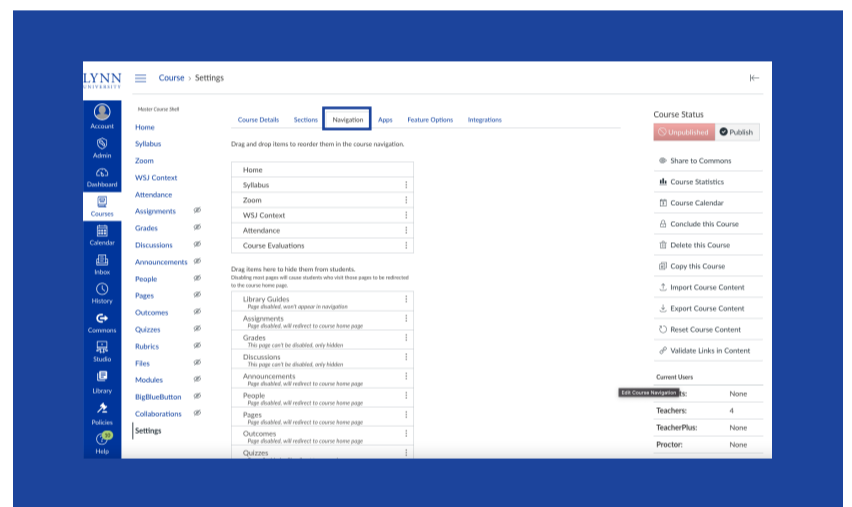 LYNN
UNIVERSITY
Course › Settings
Account
Admin
Dashboard
Courses
Calendar
Inbox
History
Commons
Studio
Library
Policies
Help
Master Course Shell
Home
Syllabus
Zoom
WSJ Context
Attendance
Assignments
Grades
Discussions
Announcements
People
Pages
Outcomes
Quizzes
Rubrics
Files
Modules
BigBlueButton
Collaborations
Settings
Course Details Sections Navigation Apps Feature Options Integrations
Drag and drop items to reorder them in the course navigation.
Home
Syllabus
Zoom
WSJ Context
Attendance
Course Evaluations
Drag items here to hide them from students.
Disabling most pages will cause students who visit those pages to be redirected
to the course home page.
Library Guides
Page disabled, won't appear in navigation
Assignments
Page disabled, will redirect to course home page
Grades
This page can't be disabled, only hidden
Discussions
Page disabled, will redirect to course home page
Announcements
Page disabled, will redirect to course home page
People
Page disabled, will redirect to course home page
Pages
Page disabled, will redirect to course home page
Outcomes
Page disabled, will redirect to course home page
Quizzes
Course Status
Unpublished Publish
Share to Commons
Course Statistics
Course Calendar
Conclude this Course
Delete this Course
Copy this Course
Import Course Content
Export Course Content
Reset Course Content
Validate Links in Content
Current Users
Edit Course Navigation
None
Teachers: 4
TeacherPlus: None
Proctor: None